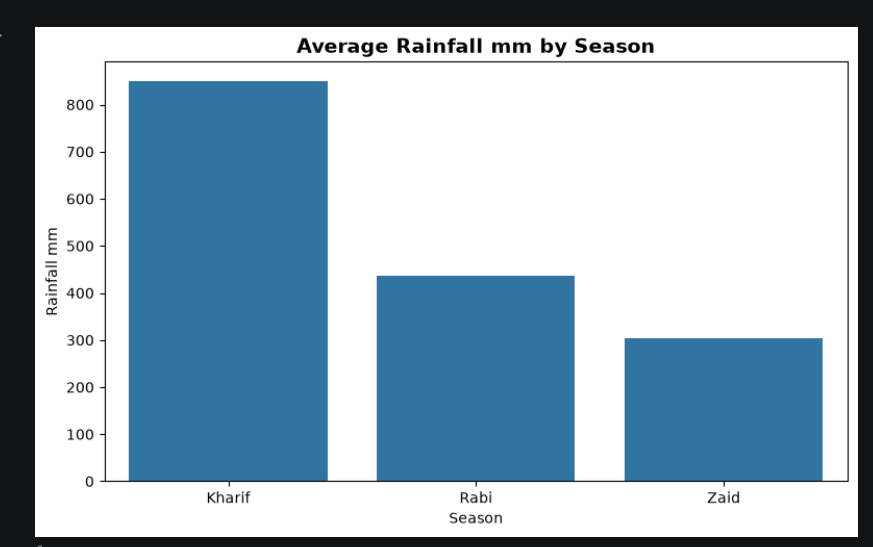 Average Rainfall mm by Season
Rainfall mm
800
700
600
500
400
300
200
100
0
Kharif Rabi Zaid
Season